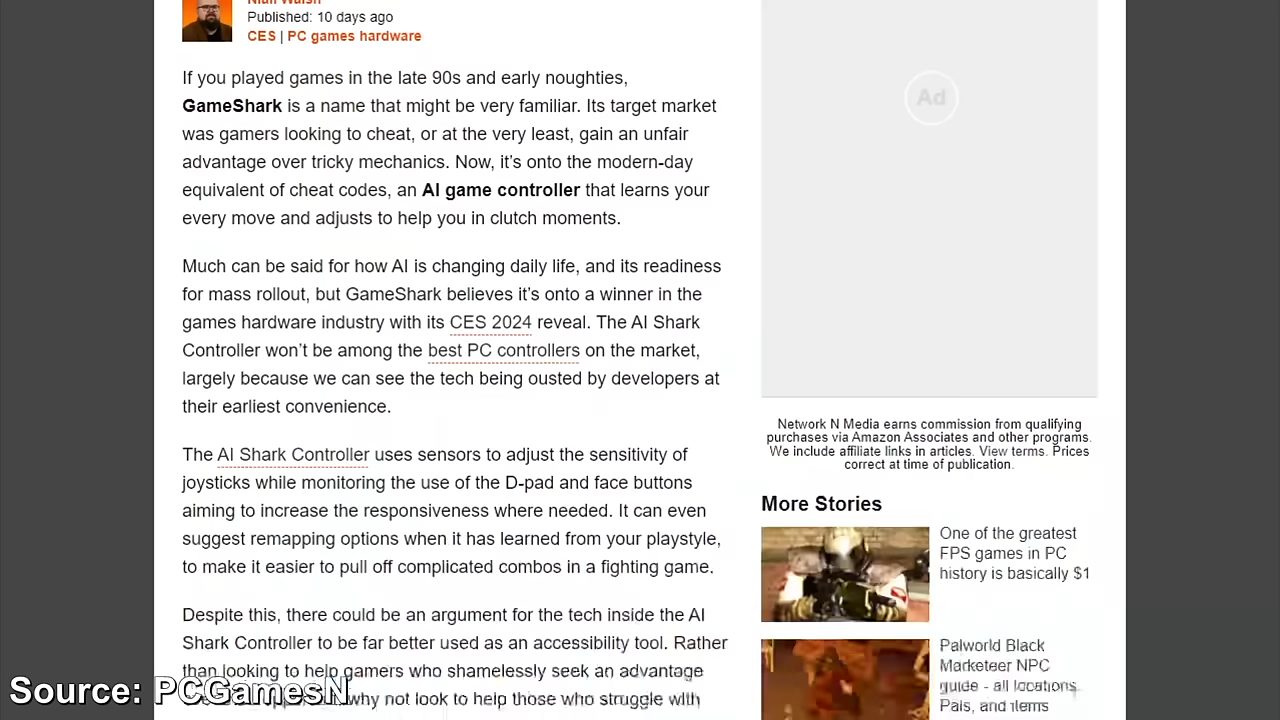 Niall Walsh
Published: 10 days ago
CES | PC games hardware
If you played games in the late 90s and early noughties,
GameShark is a name that might be very familiar. Its target market
was gamers looking to cheat, or at the very least, gain an unfair
advantage over tricky mechanics. Now, it's onto the modern-day
equivalent of cheat codes, an AI game controller that learns your
every move and adjusts to help you in clutch moments.
Much can be said for how AI is changing daily life, and its readiness
for mass rollout, but GameShark believes it's onto a winner in the
games hardware industry with its CES 2024 reveal. The AI Shark
Controller won't be among the best PC controllers on the market,
largely because we can see the tech being ousted by developers at
their earliest convenience.
The AI Shark Controller uses sensors to adjust the sensitivity of
joysticks while monitoring the use of the D-pad and face buttons
aiming to increase the responsiveness where needed. It can even
suggest remapping options when it has learned from your playstyle,
to make it easier to pull off complicated combos in a fighting game.
Despite this, there could be an argument for the tech inside the AI
Shark Controller to be far better used as an accessibility tool. Rather
than looking to help gamers who shamelessly seek an advantage
why not look to help those who struggle with
Source: PCGamesN
Ad
Network N Media earns commission from qualifying
purchases via Amazon Associates and other programs.
We include affiliate links in articles. View terms. Prices
correct at time of publication.
More Stories
One of the greatest
FPS games in PC
history is basically $1
Palworld Black
Marketeer NPC
guide - all locations,
Pals, and items